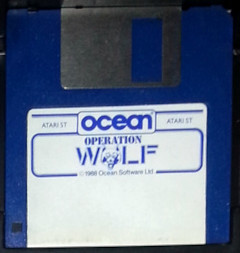 ocean
ATARI ST ATARI ST
OPERATION
WOLF
©1988 Ocean Software Ltd